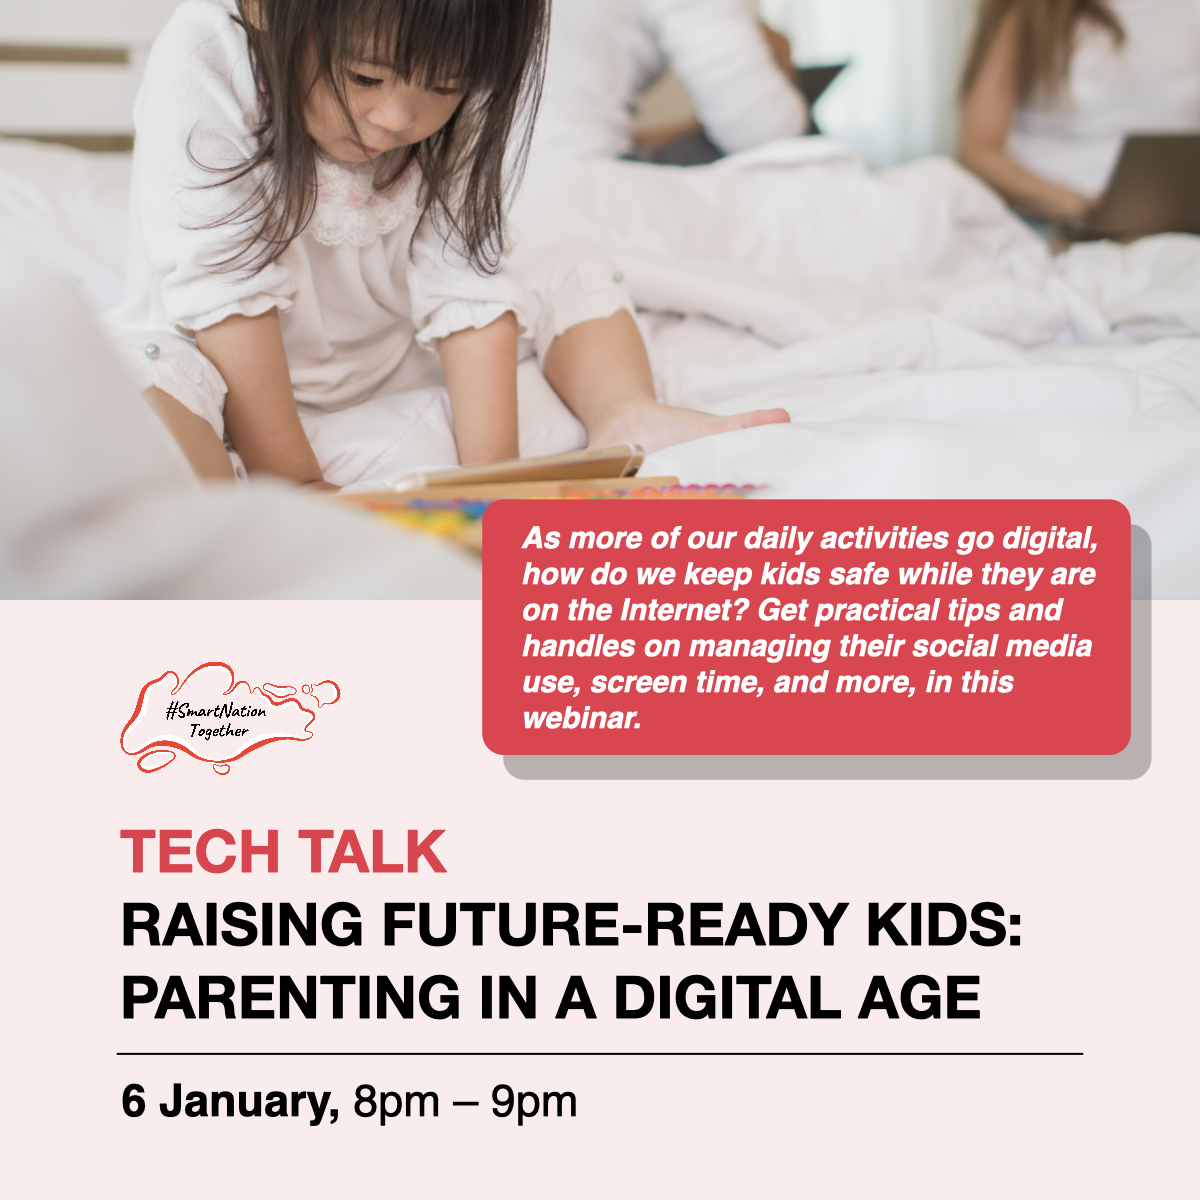 As more of our daily activities go digital,
how do we keep kids safe while they are
on the Internet? Get practical tips and
handles on managing their social media
use, screen time, and more, in this
webinar.
#SmartNation
Together
TECH TALK
RAISING FUTURE-READY KIDS:
PARENTING IN A DIGITAL AGE
6 January, 8pm – 9pm